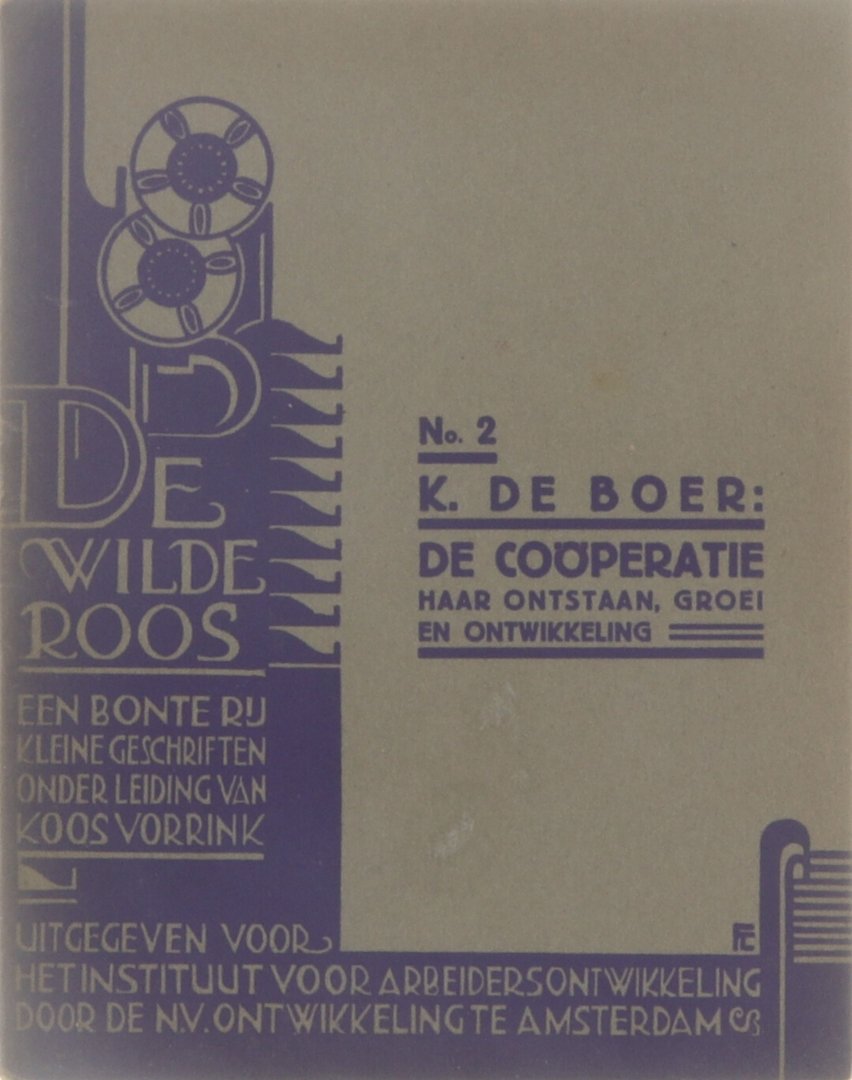 DE
WILDE
ROOS
EEN BONTE RIJ
KLEINE GESCHRIFTEN
ONDER LEIDING VAN
KOOS VORRINK
No. 2
K. DE BOER:
DE COÖPERATIE
HAAR ONTSTAAN, GROEI
EN ONTWIKKELING
UITGEGEVEN VOOR
HET INSTITUUT VOOR ARBEIDERSONTWIKKELING
DOOR DE N.V. ONTWIKKELING TE AMSTERDAM